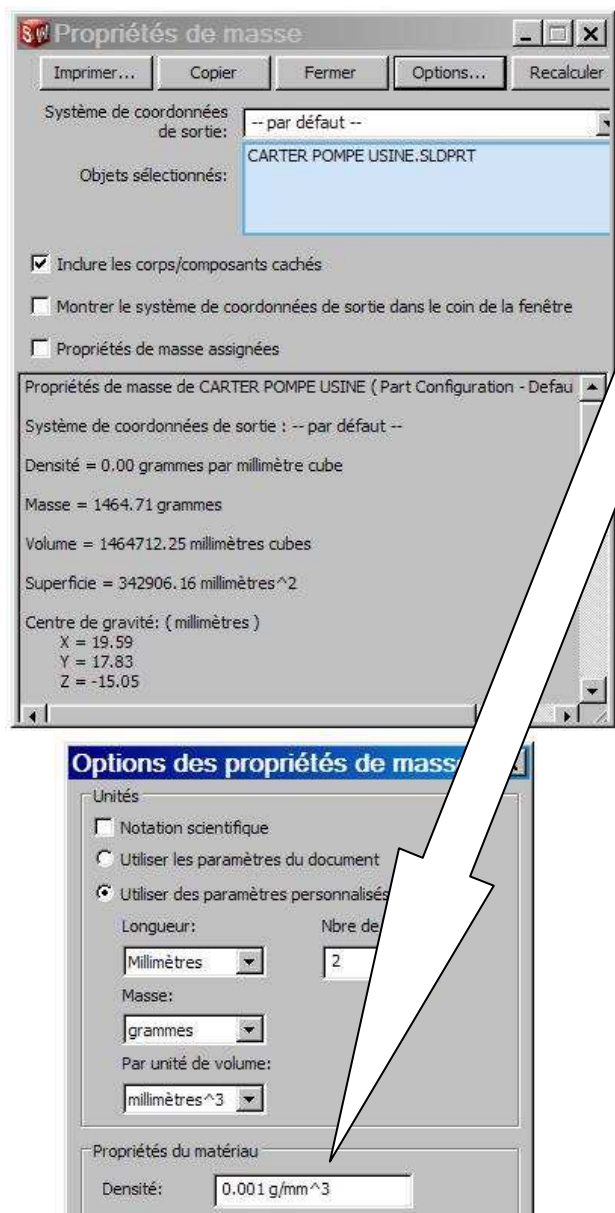 Propriétés de masse
Imprimer... Copier Fermer Options... Recalculer
Système de coordonnées de sortie: -- par défaut --
Objets sélectionnés: CARTER POMPE USINE.SLDPRT
Inclure les corps/composants cachés
Montrer le système de coordonnées de sortie dans le coin de la fenêtre
Propriétés de masse assignées
Propriétés de masse de CARTER POMPE USINE ( Part Configuration - Defau
Système de coordonnées de sortie : -- par défaut --
Densité = 0.00 grammes par millimètre cube
Masse = 1464.71 grammes
Volume = 1464712.25 millimètres cubes
Superficie = 342906.16 millimètres^2
Centre de gravité: ( millimètres )
X = 19.59
Y = 17.83
Z = -15.05
Options des propriétés de mass
Unités
Notation scientifique
Utiliser les paramètres du document
Utiliser des paramètres personnalisés
Longueur: Nbre de
Millimètres 2
Masse:
grammes
Par unité de volume:
millimètres^3
Propriétés du matériau
Densité: 0.001 g/mm^3